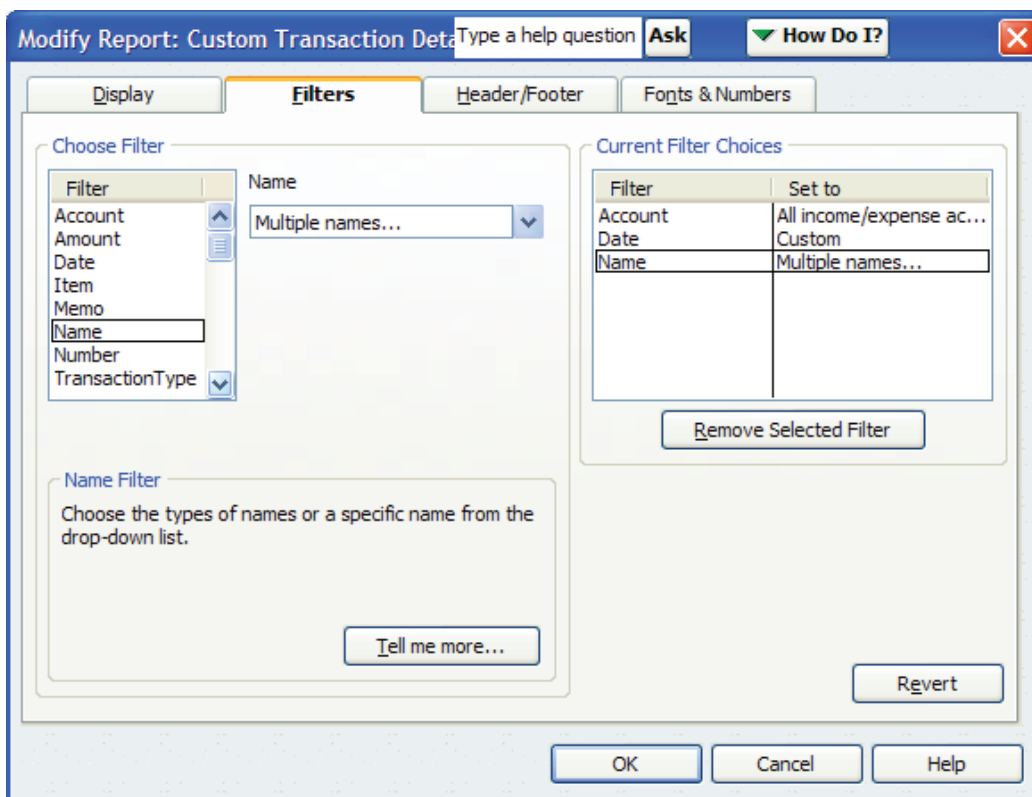 Modify Report: Custom Transaction Deta
Type a help question Ask How Do I?
Display Filters Header/Footer Fonts & Numbers
Choose Filter
Filter
Account
Amount
Date
Item
Memo
Name
Number
TransactionType
Name
Multiple names...
Name Filter
Choose the types of names or a specific name from the
drop-down list.
Tell me more...
Current Filter Choices
Filter Set to
Account All income/expense ac...
Date Custom
Name Multiple names...
Remove Selected Filter
Revert
OK Cancel Help